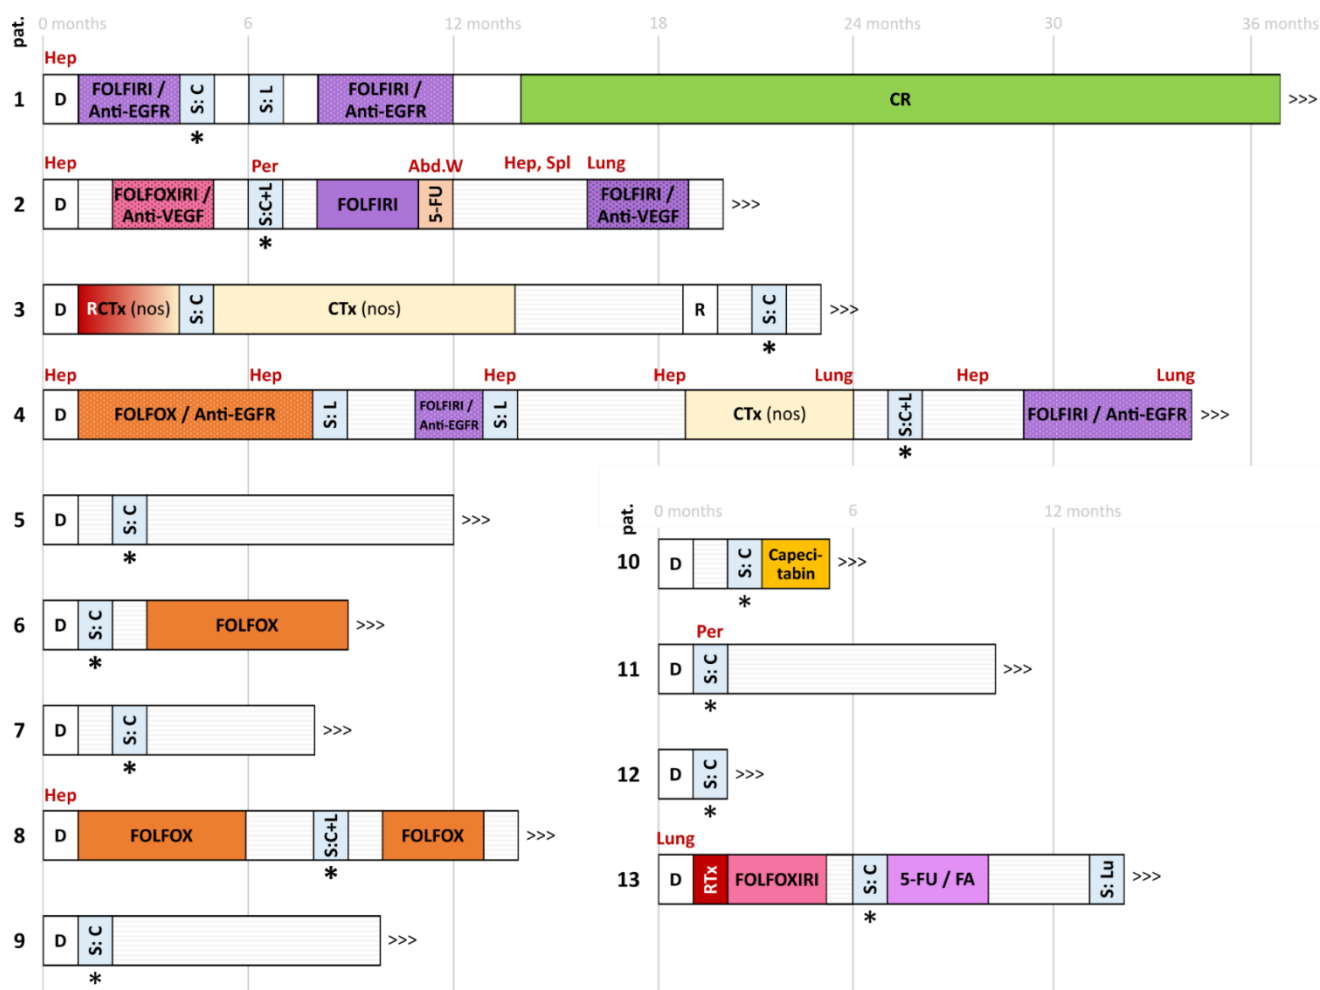 pat.
0 months 6 12 months 18 24 months 30 36 months
Hep
1 D FOLFIRI / Anti-EGFR S: C S: L FOLFIRI / Anti-EGFR CR >>>
*
Hep Per Abd.W Hep, Spl Lung
2 D FOLFOXIRI / Anti-VEGF S:C+L FOLFIRI 5-FU FOLFIRI / Anti-VEGF >>>
*
3 D RCTx (nos) S: C CTx (nos) R S: C >>>
*
Hep Hep Hep Hep Lung Hep Lung
4 D FOLFOX / Anti-EGFR S: L FOLFIRI / Anti-EGFR S: L CTx (nos) S:C+L FOLFIRI / Anti-EGFR >>>
*
5 D S: C >>>
*
6 D S: C FOLFOX >>>
*
7 D S: C >>>
*
Hep
8 D FOLFOX S:C+L FOLFOX >>>
*
9 D S: C >>>
*
pat.
0 months 6 12 months
10 D S: C Capeci-
tabin >>>
*
Per
11 D S: C >>>
*
12 D S: C >>>
*
Lung
13 D RTx FOLFOXIRI S: C 5-FU / FA S: Lu >>>
*